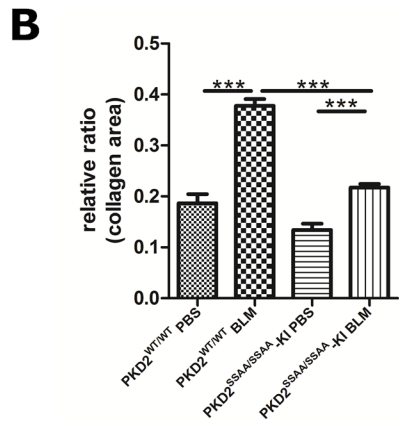 B
0.5
0.4
0.3
0.2
0.1
0.0
relative ratio
(collagen area)
***
***
***
PKD2WT/WT PBS
PKD2WT/WT BLM
PKD2SSAA/SSAA-KI PBS
PKD2SSAA/SSAA-KI BLM